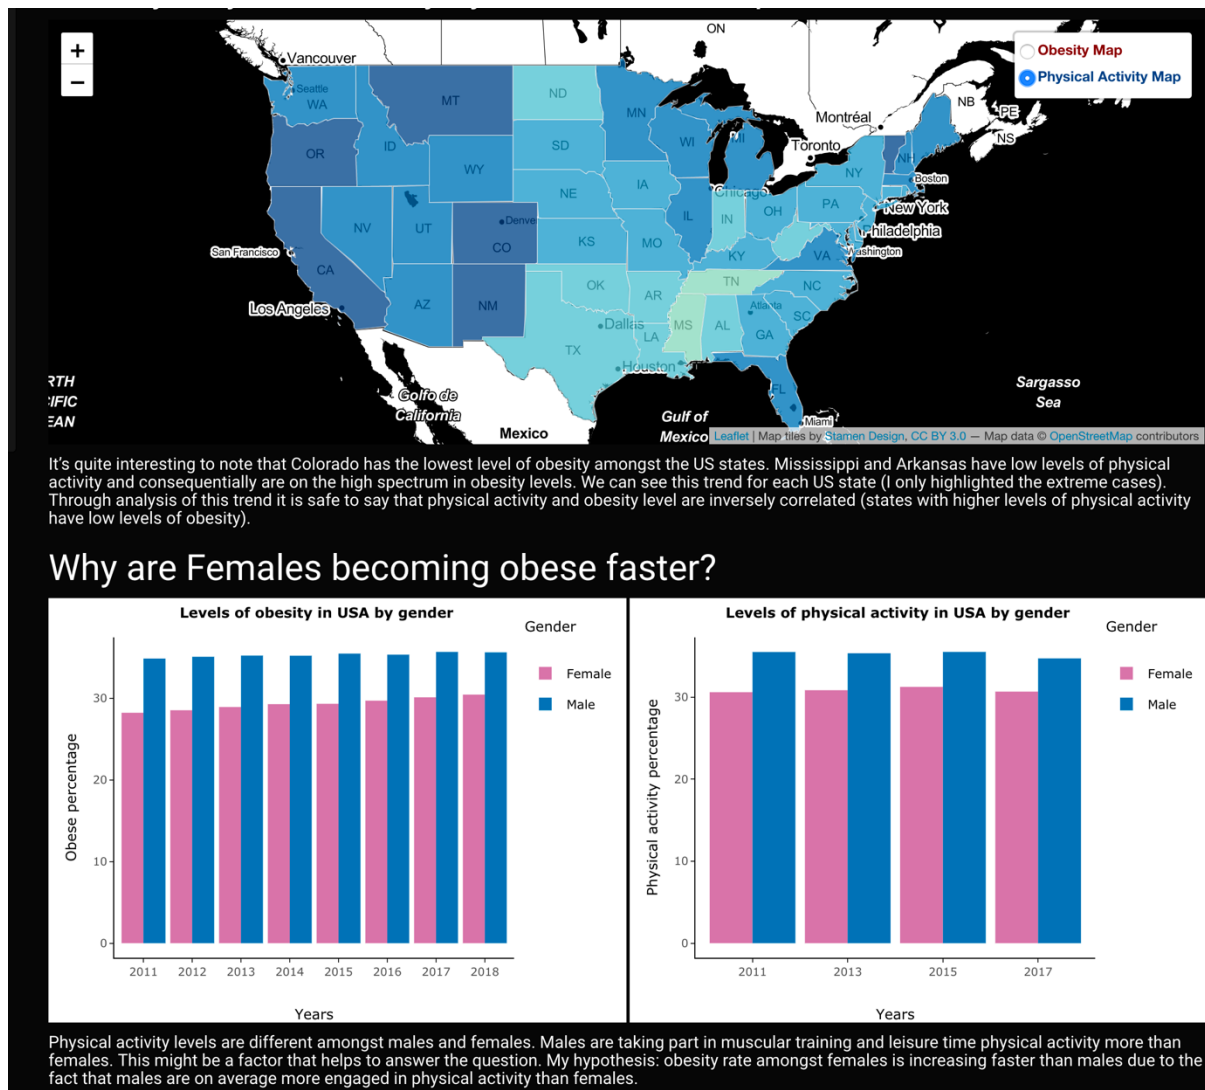 +
−
Obesity Map
Physical Activity Map
ON
Vancouver
Seattle
WA
MT
ND
MN
NB
PE
NS
Montréal
Toronto
OR
ID
WY
SD
WI
MI
NH
Boston
NY
IA
Chicago
NE
NV
UT
Denver
CO
IL
IN
OH
PA
New York
Philadelphia
Washington
San Francisco
CA
KS
MO
KY
VA
Los Angeles
AZ
NM
OK
AR
TN
NC
Atlanta
SC
Dallas
LA
MS
AL
GA
TX
Houston
FL
Miami
RTH
IFIC
EAN
Golfo de
California
Mexico
Gulf of
Mexico
Sargasso
Sea
Leaflet | Map tiles by Stamen Design, CC BY 3.0 — Map data © OpenStreetMap contributors
It's quite interesting to note that Colorado has the lowest level of obesity amongst the US states. Mississippi and Arkansas have low levels of physical
activity and consequentially are on the high spectrum in obesity levels. We can see this trend for each US state (I only highlighted the extreme cases).
Through analysis of this trend it is safe to say that physical activity and obesity level are inversely correlated (states with higher levels of physical activity
have low levels of obesity).
Why are Females becoming obese faster?
Levels of obesity in USA by gender
Gender
Female
Male
Obese percentage
30
20
10
0
2011 2012 2013 2014 2015 2016 2017 2018
Years
Levels of physical activity in USA by gender
Gender
Female
Male
Physical activity percentage
30
20
10
0
2011 2013 2015 2017
Years
Physical activity levels are different amongst males and females. Males are taking part in muscular training and leisure time physical activity more than
females. This might be a factor that helps to answer the question. My hypothesis: obesity rate amongst females is increasing faster than males due to the
fact that males are on average more engaged in physical activity than females.